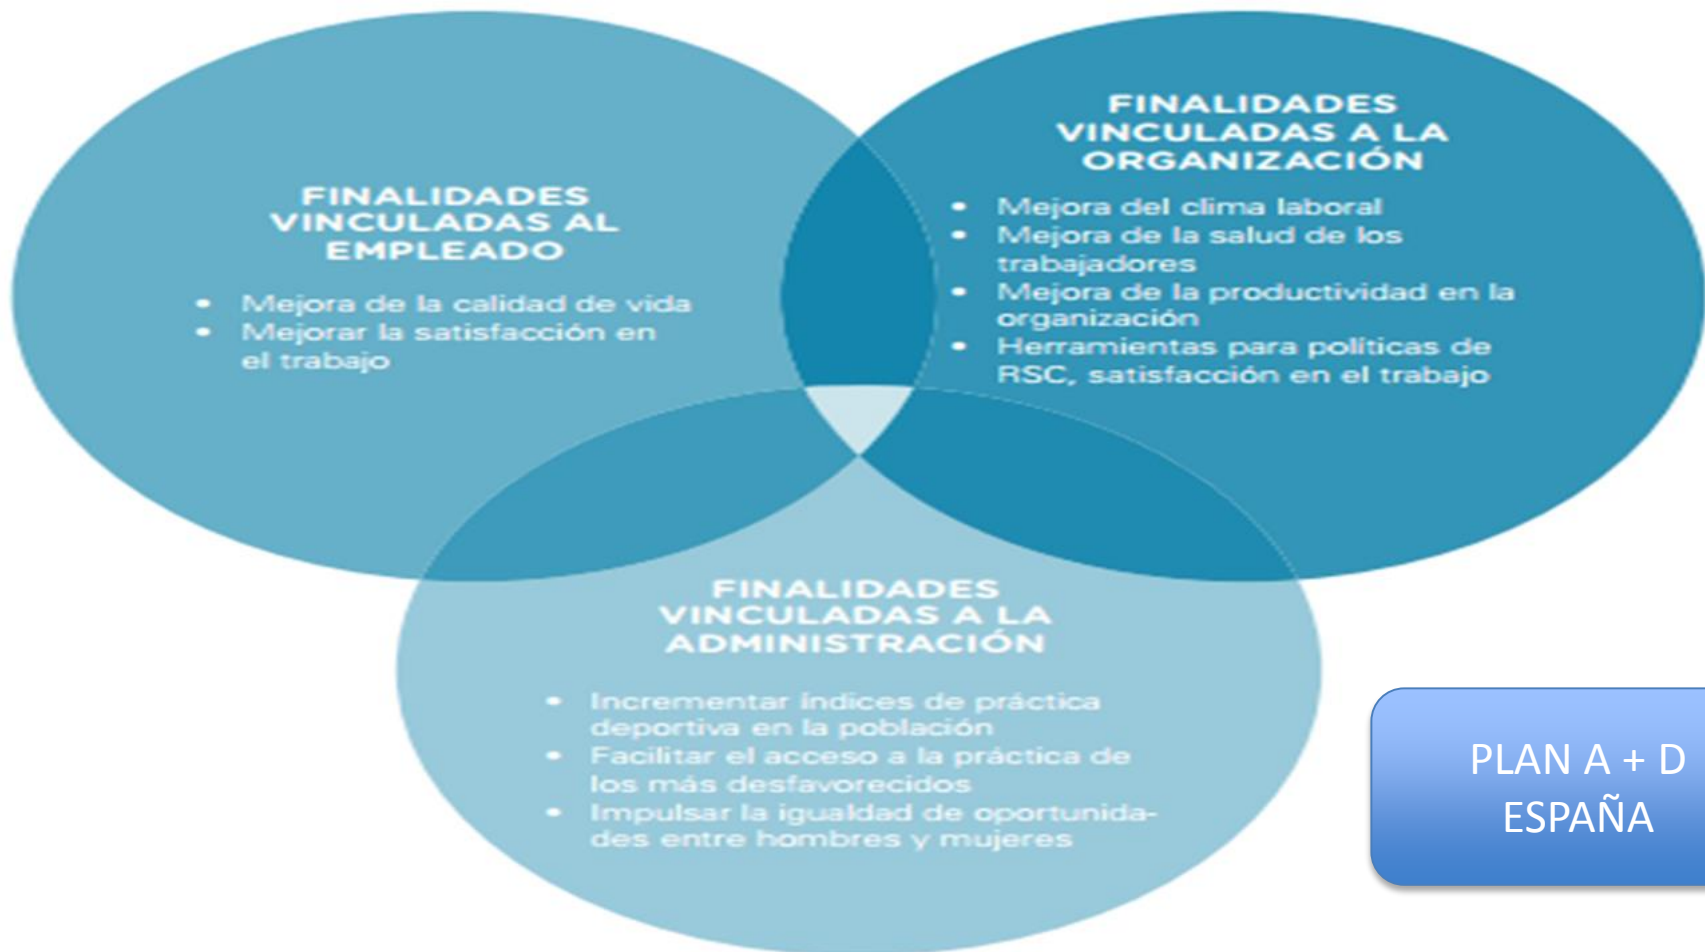 FINALIDADES
VINCULADAS AL
EMPLEADO
• Mejora de la calidad de vida
• Mejorar la satisfacción en
el trabajo
FINALIDADES
VINCULADAS A LA
ORGANIZACIÓN
• Mejora del clima laboral
• Mejora de la salud de los
trabajadores
• Mejora de la productividad en la
organización
• Herramientas para políticas de
RSC, satisfacción en el trabajo
FINALIDADES
VINCULADAS A LA
ADMINISTRACIÓN
• Incrementar índices de práctica
deportiva en la población
• Facilitar el acceso a la práctica de
los más desfavorecidos
• Impulsar la igualdad de oportunida-
des entre hombres y mujeres
PLAN A + D
ESPAÑA